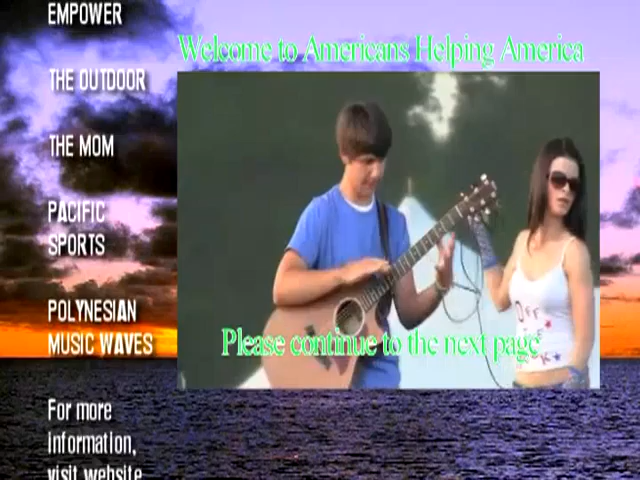 EMPOWER
THE OUTDOOR
THE MOM
PACIFIC
SPORTS
POLYNESIAN
MUSIC WAVES
For more
information,
visit website
Welcome to Americans Helping America
OFF
Please continue to the next page